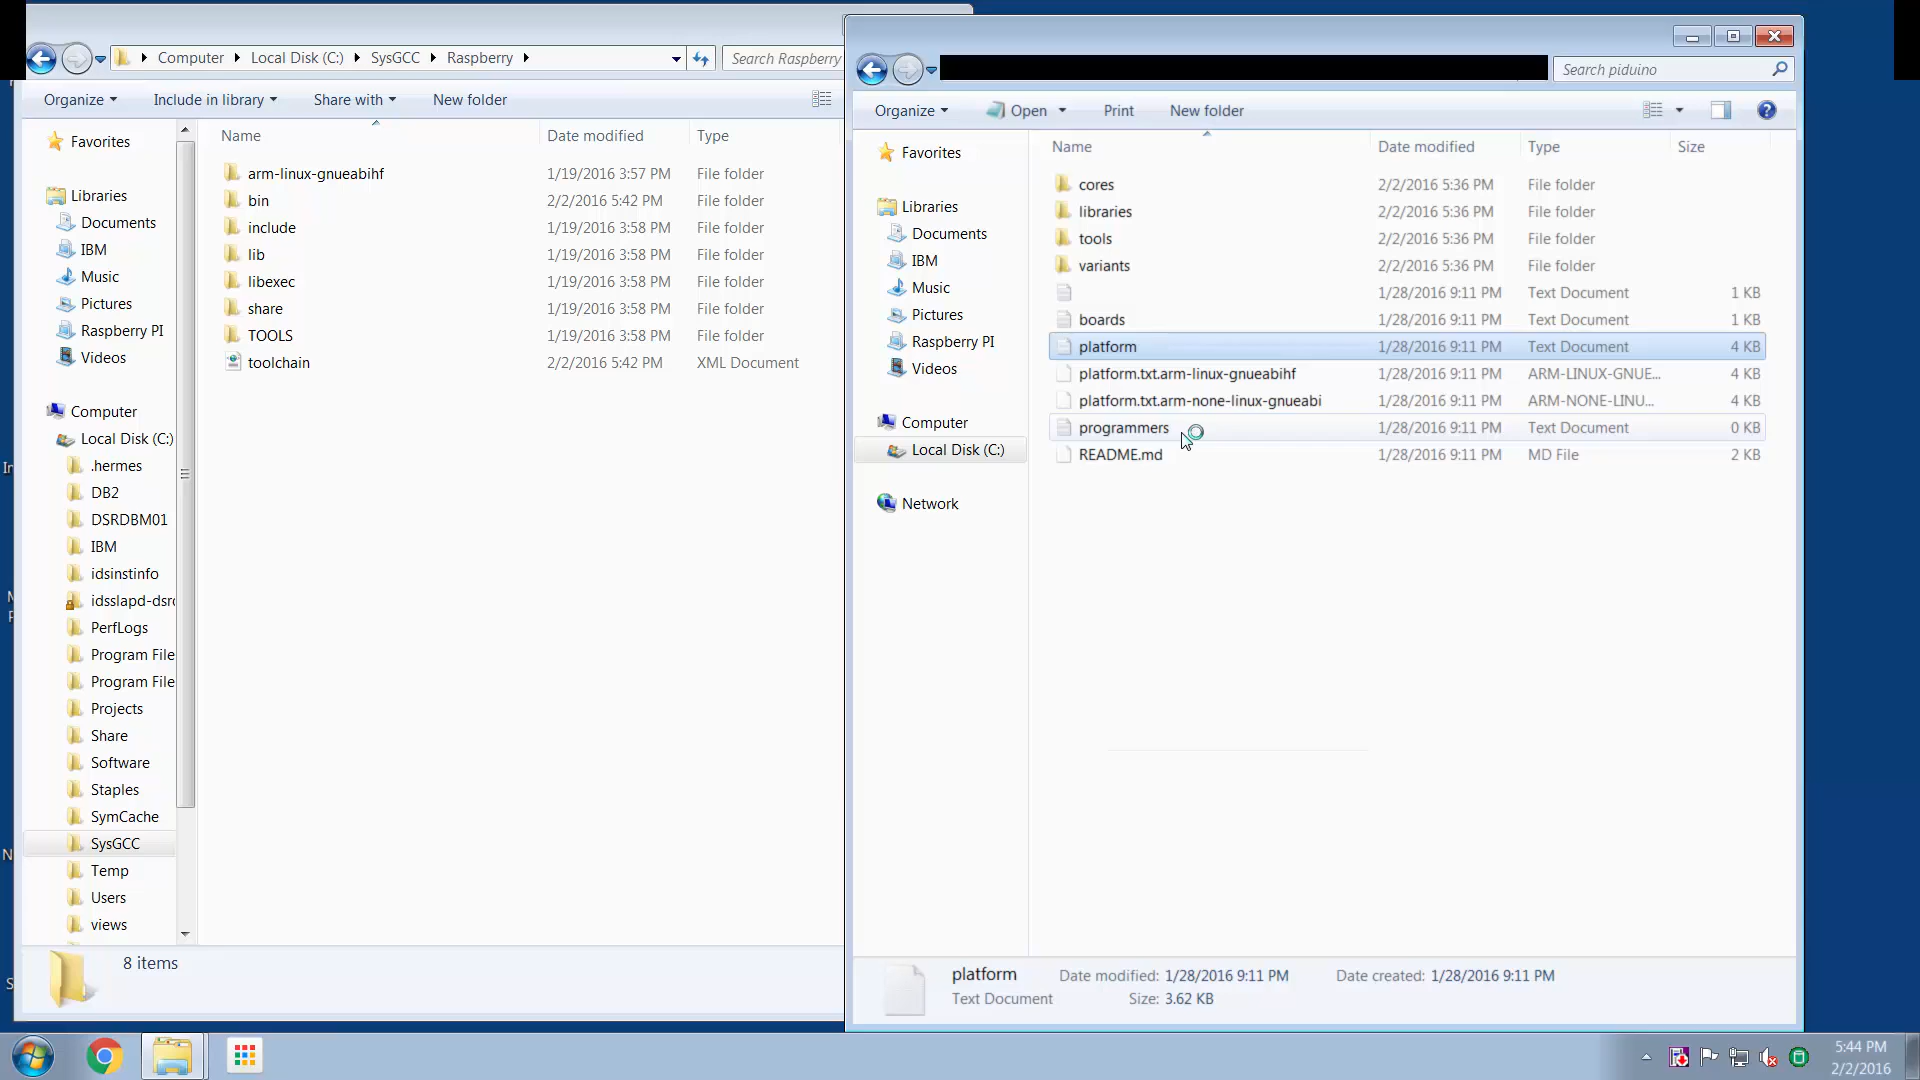 Computer Local Disk (C:) SysGCC Raspberry
Search Raspberry
Organize Include in library Share with New folder
Favorites
Libraries
Documents
IBM
Music
Pictures
Raspberry PI
Videos
Computer
Local Disk (C:)
.hermes
DB2
DSRDBM01
IBM
idsinstinfo
idsslapd-dsr
PerfLogs
Program File
Program File
Projects
Share
Software
Staples
SymCache
SysGCC
Temp
Users
views
Name Date modified Type
arm-linux-gnueabihf 1/19/2016 3:57 PM File folder
bin 2/2/2016 5:42 PM File folder
include 1/19/2016 3:58 PM File folder
lib 1/19/2016 3:58 PM File folder
libexec 1/19/2016 3:58 PM File folder
share 1/19/2016 3:58 PM File folder
TOOLS 1/19/2016 3:58 PM File folder
toolchain 2/2/2016 5:42 PM XML Document
8 items
Search piduino
Organize Open Print New folder
Favorites
Libraries
Documents
IBM
Music
Pictures
Raspberry PI
Videos
Computer
Local Disk (C:)
Network
Name Date modified Type Size
cores 2/2/2016 5:36 PM File folder
libraries 2/2/2016 5:36 PM File folder
tools 2/2/2016 5:36 PM File folder
variants 2/2/2016 5:36 PM File folder
1/28/2016 9:11 PM Text Document 1 KB
boards 1/28/2016 9:11 PM Text Document 1 KB
platform 1/28/2016 9:11 PM Text Document 4 KB
platform.txt.arm-linux-gnueabihf 1/28/2016 9:11 PM ARM-LINUX-GNUE... 4 KB
platform.txt.arm-none-linux-gnueabi 1/28/2016 9:11 PM ARM-NONE-LINU... 4 KB
programmers 1/28/2016 9:11 PM Text Document 0 KB
README.md 1/28/2016 9:11 PM MD File 2 KB
platform Date modified: 1/28/2016 9:11 PM Date created: 1/28/2016 9:11 PM
Text Document Size: 3.62 KB
5:44 PM
2/2/2016